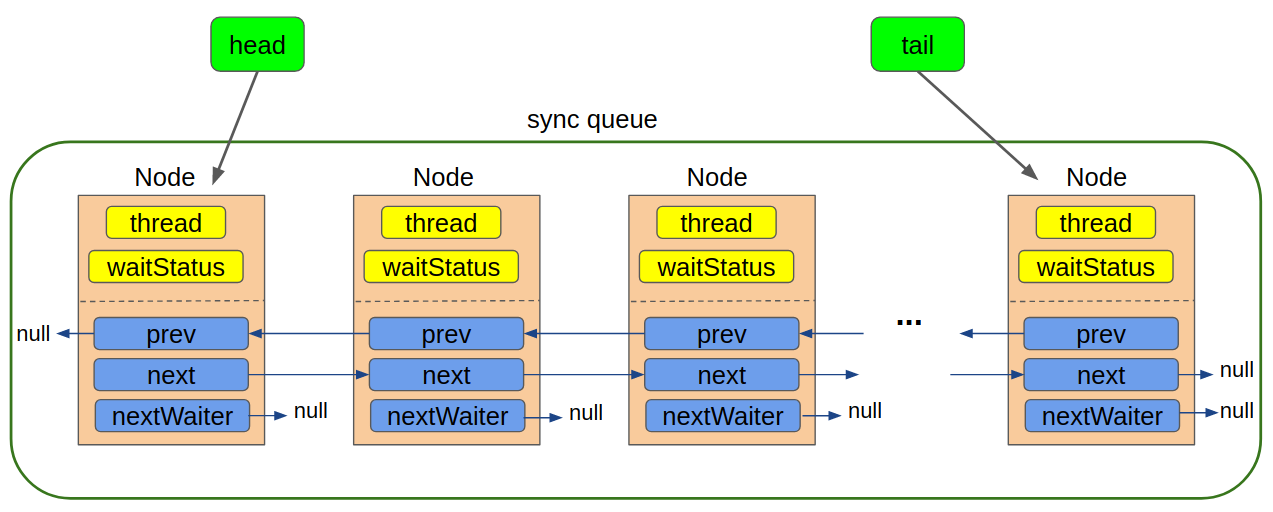 head
tail
sync queue
Node
Node
Node
Node
thread
thread
thread
thread
waitStatus
waitStatus
waitStatus
waitStatus
...
null
prev
prev
prev
prev
next
next
next
next
null
nextWaiter
null
nextWaiter
null
nextWaiter
null
nextWaiter
null